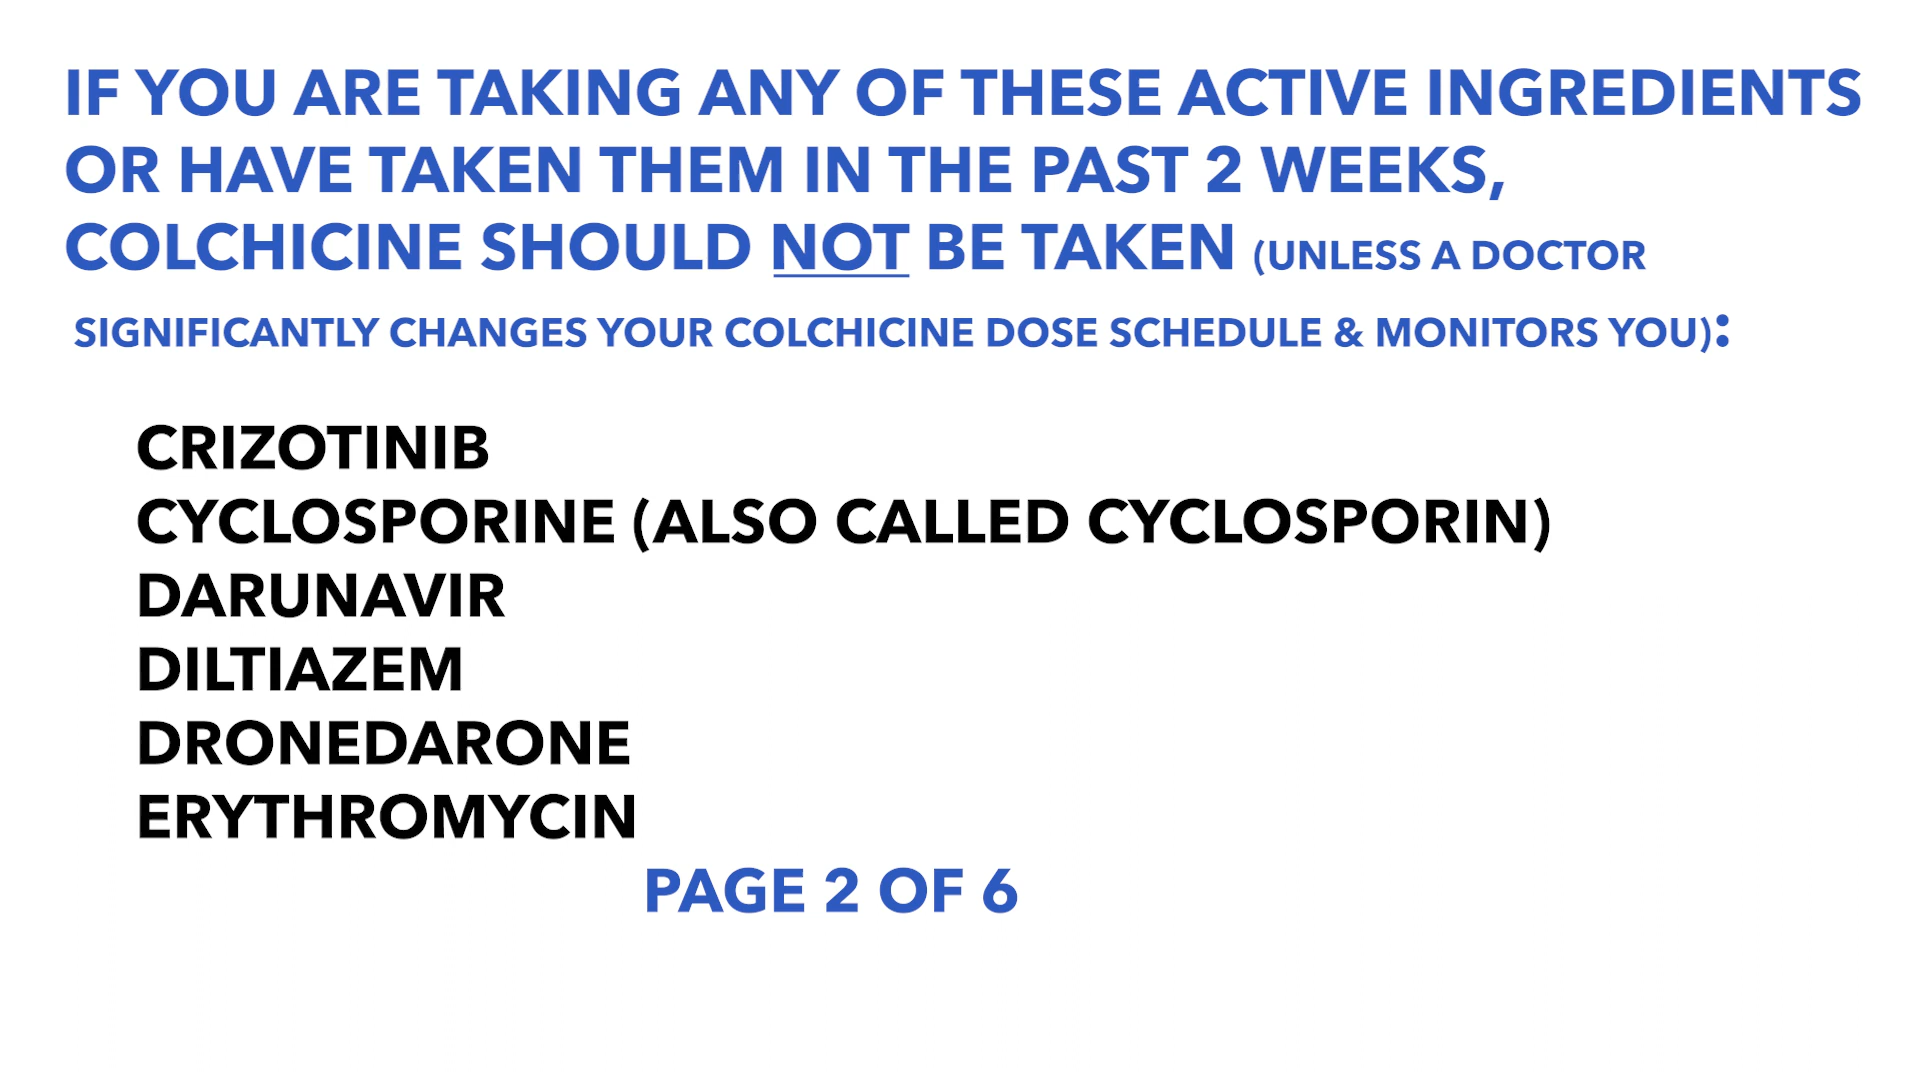 IF YOU ARE TAKING ANY OF THESE ACTIVE INGREDIENTS
OR HAVE TAKEN THEM IN THE PAST 2 WEEKS,
COLCHICINE SHOULD NOT BE TAKEN (UNLESS A DOCTOR
SIGNIFICANTLY CHANGES YOUR COLCHICINE DOSE SCHEDULE & MONITORS YOU):
CRIZOTINIB
CYCLOSPORINE (ALSO CALLED CYCLOSPORIN)
DARUNAVIR
DILTIAZEM
DRONEDARONE
ERYTHROMYCIN
PAGE 2 OF 6